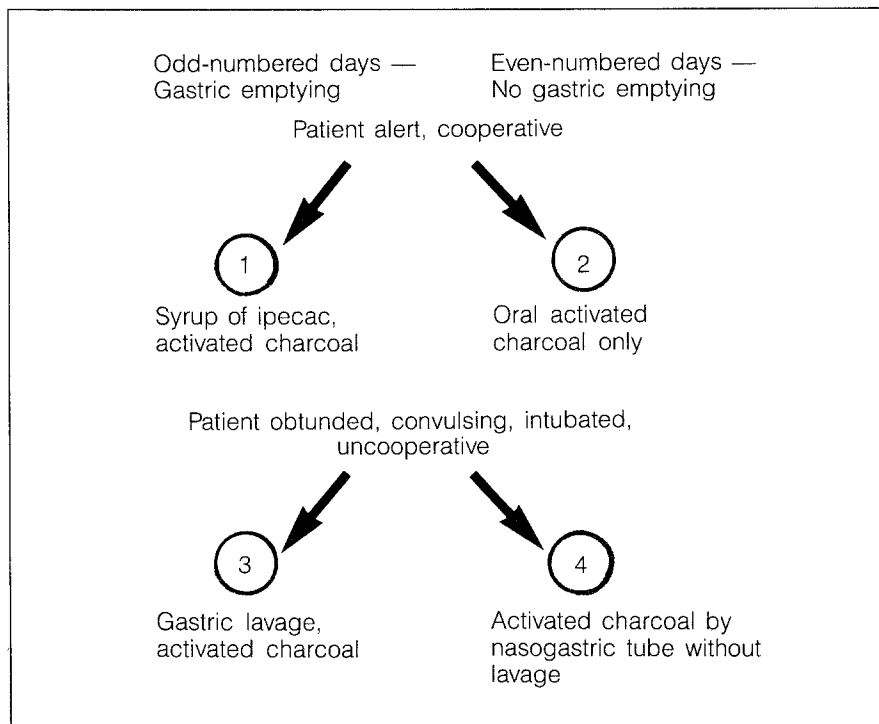 Odd-numbered days —
Gastric emptying
Even-numbered days —
No gastric emptying
Patient alert, cooperative
1
Syrup of ipecac,
activated charcoal
2
Oral activated
charcoal only
Patient obtunded, convulsing, intubated,
uncooperative
3
Gastric lavage,
activated charcoal
4
Activated charcoal by
nasogastric tube without
lavage